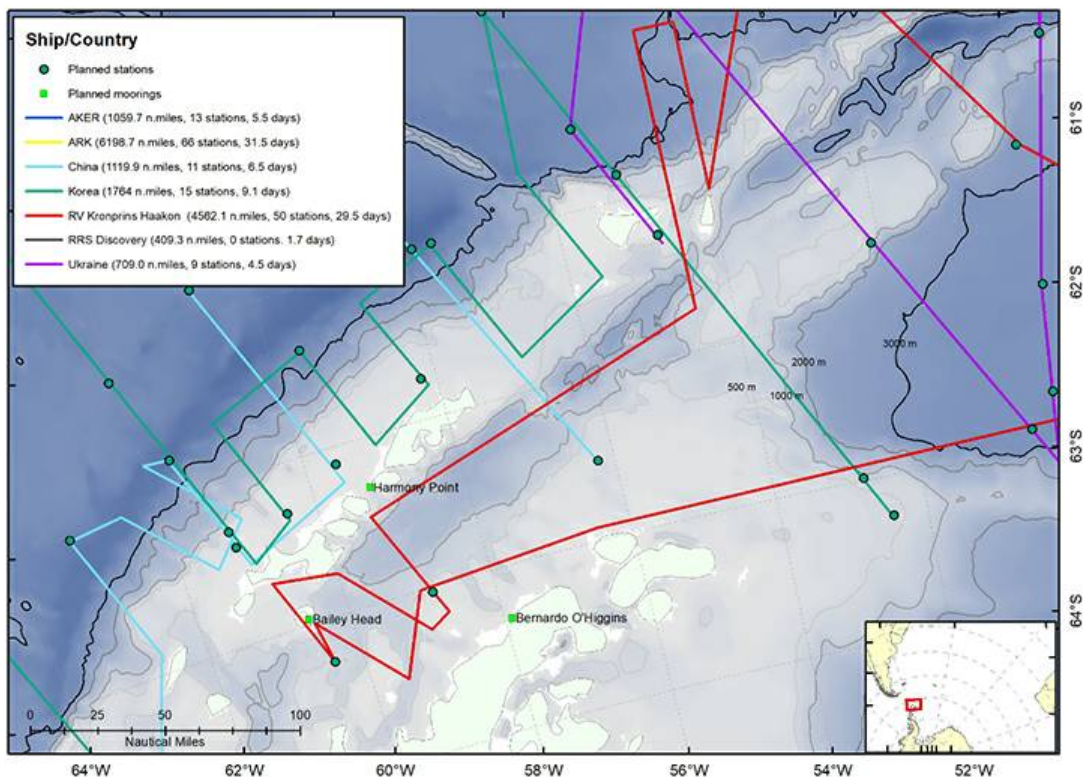 Ship/Country
Planned stations
Planned moorings
AKER (1059.7 n.miles, 13 stations, 5.5 days)
ARK (6198.7 n.miles, 66 stations, 31.5 days)
China (1119.9 n.miles, 11 stations, 6.5 days)
Korea (1764 n.miles, 15 stations, 9.1 days)
RV Kronprins Haakon (4562.1 n.miles, 50 stations, 29.5 days)
RRS Discovery (409.3 n.miles, 0 stations. 1.7 days)
Ukraine (709.0 n.miles, 9 stations, 4.5 days)
61°S
62°S
3000 m
2000 m
500 m
1000 m
63°S
Harmony Point
64°S
Bailey Head
Bernardo O'Higgins
0 25 50 100
Nautical Miles
64°W 62°W 60°W 58°W 56°W 54°W 52°W